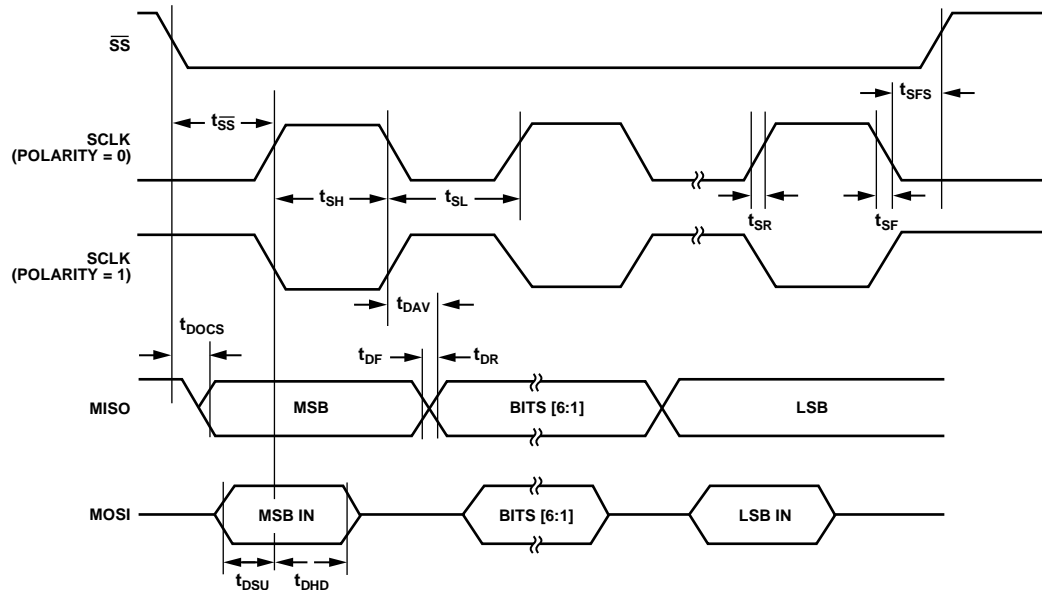 SS
tSFS
tSS
SCLK
(POLARITY = 0)
tSH
tSL
tSR
tSF
SCLK
(POLARITY = 1)
tDAV
tDOCS
tDF
tDR
MISO
MSB
BITS [6:1]
LSB
MOSI
MSB IN
BITS [6:1]
LSB IN
tDSU
tDHD